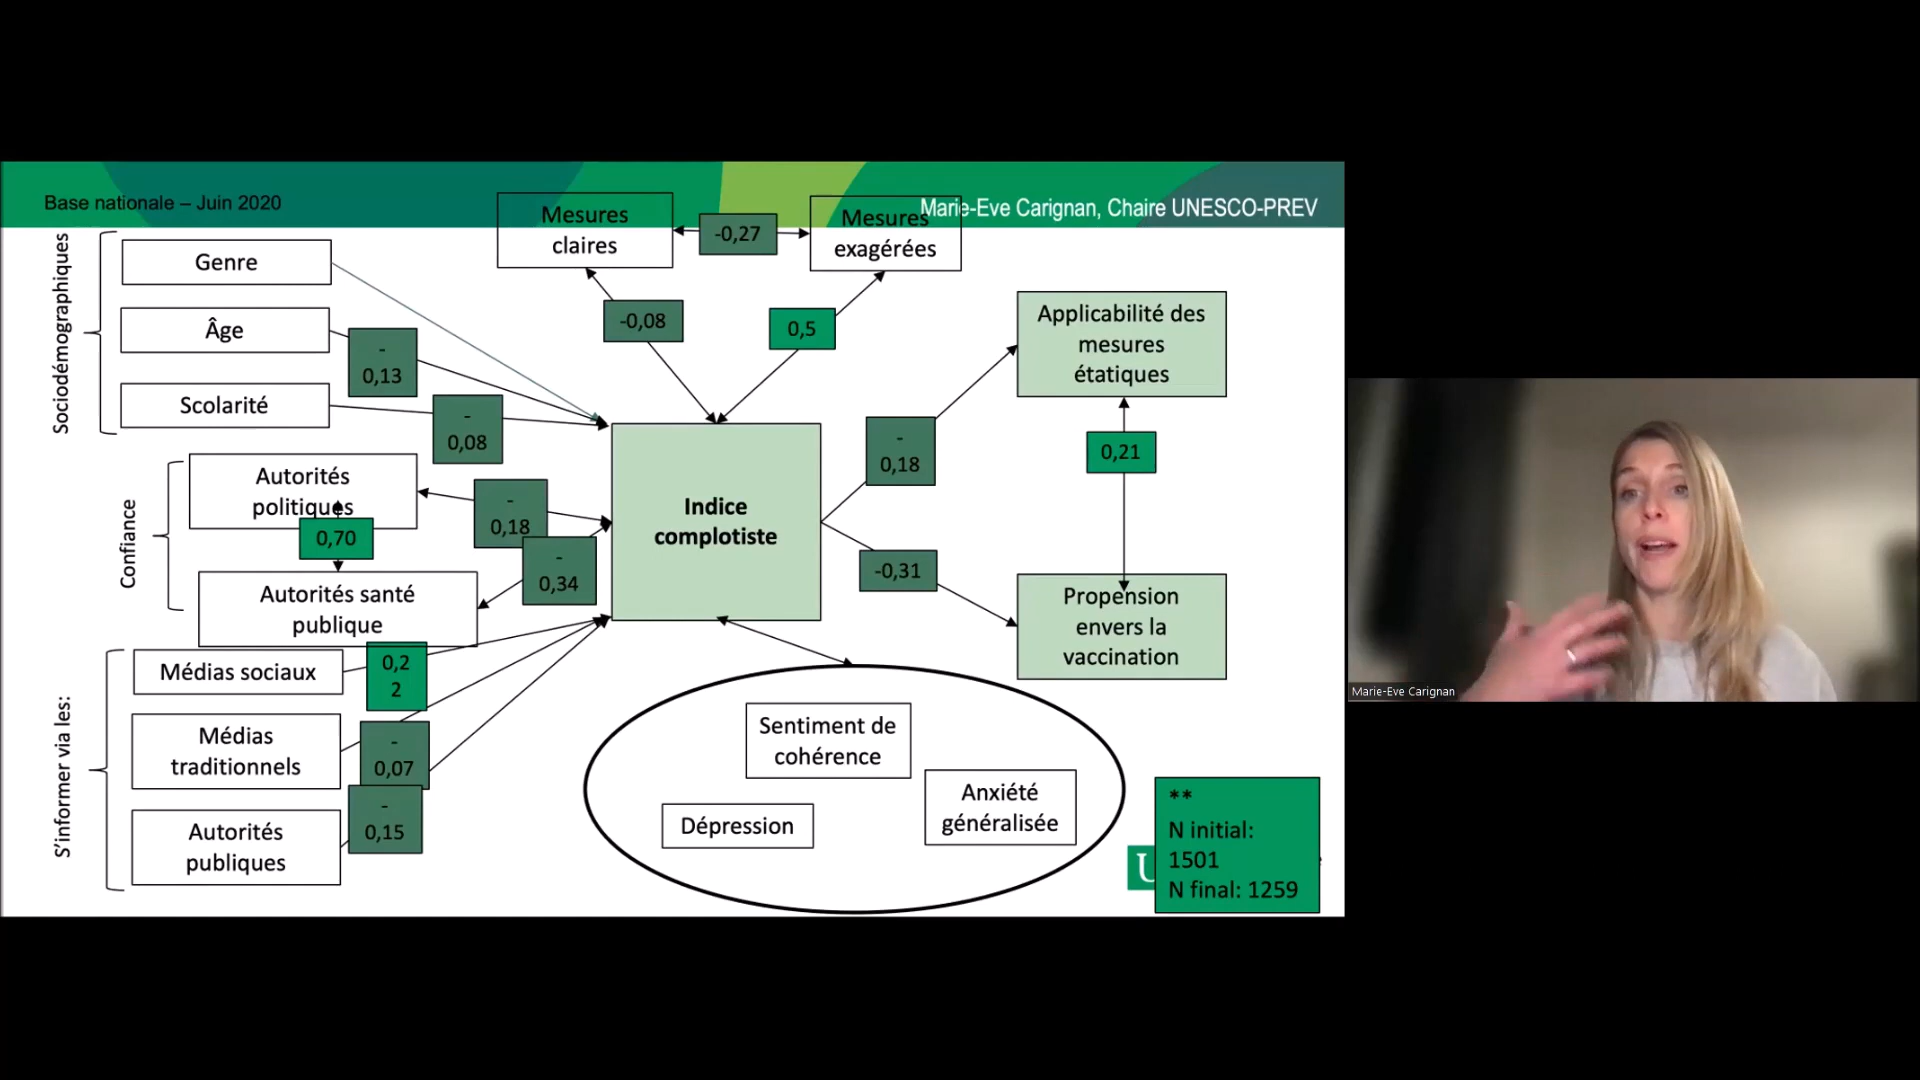 Base nationale – Juin 2020
Marie-Eve Carignan, Chaire UNESCO-PREV
Mesures
claires
-0,27
Mesures
exagérées
Sociodémographiques
Genre
Âge
Scolarité
-
0,13
-
0,08
-0,08
0,5
Applicabilité des
mesures
étatiques
Confiance
Autorités
politiques
0,70
Autorités santé
publique
-
0,18
-
0,34
Indice
complotiste
-
0,18
-0,31
0,21
Propension
envers la
vaccination
S'informer via les:
Médias sociaux
Médias
traditionnels
Autorités
publiques
0,2
2
-
0,07
-
0,15
Sentiment de
cohérence
Dépression
Anxiété
généralisée
**
N initial:
1501
N final: 1259
U
Marie-Eve Carignan